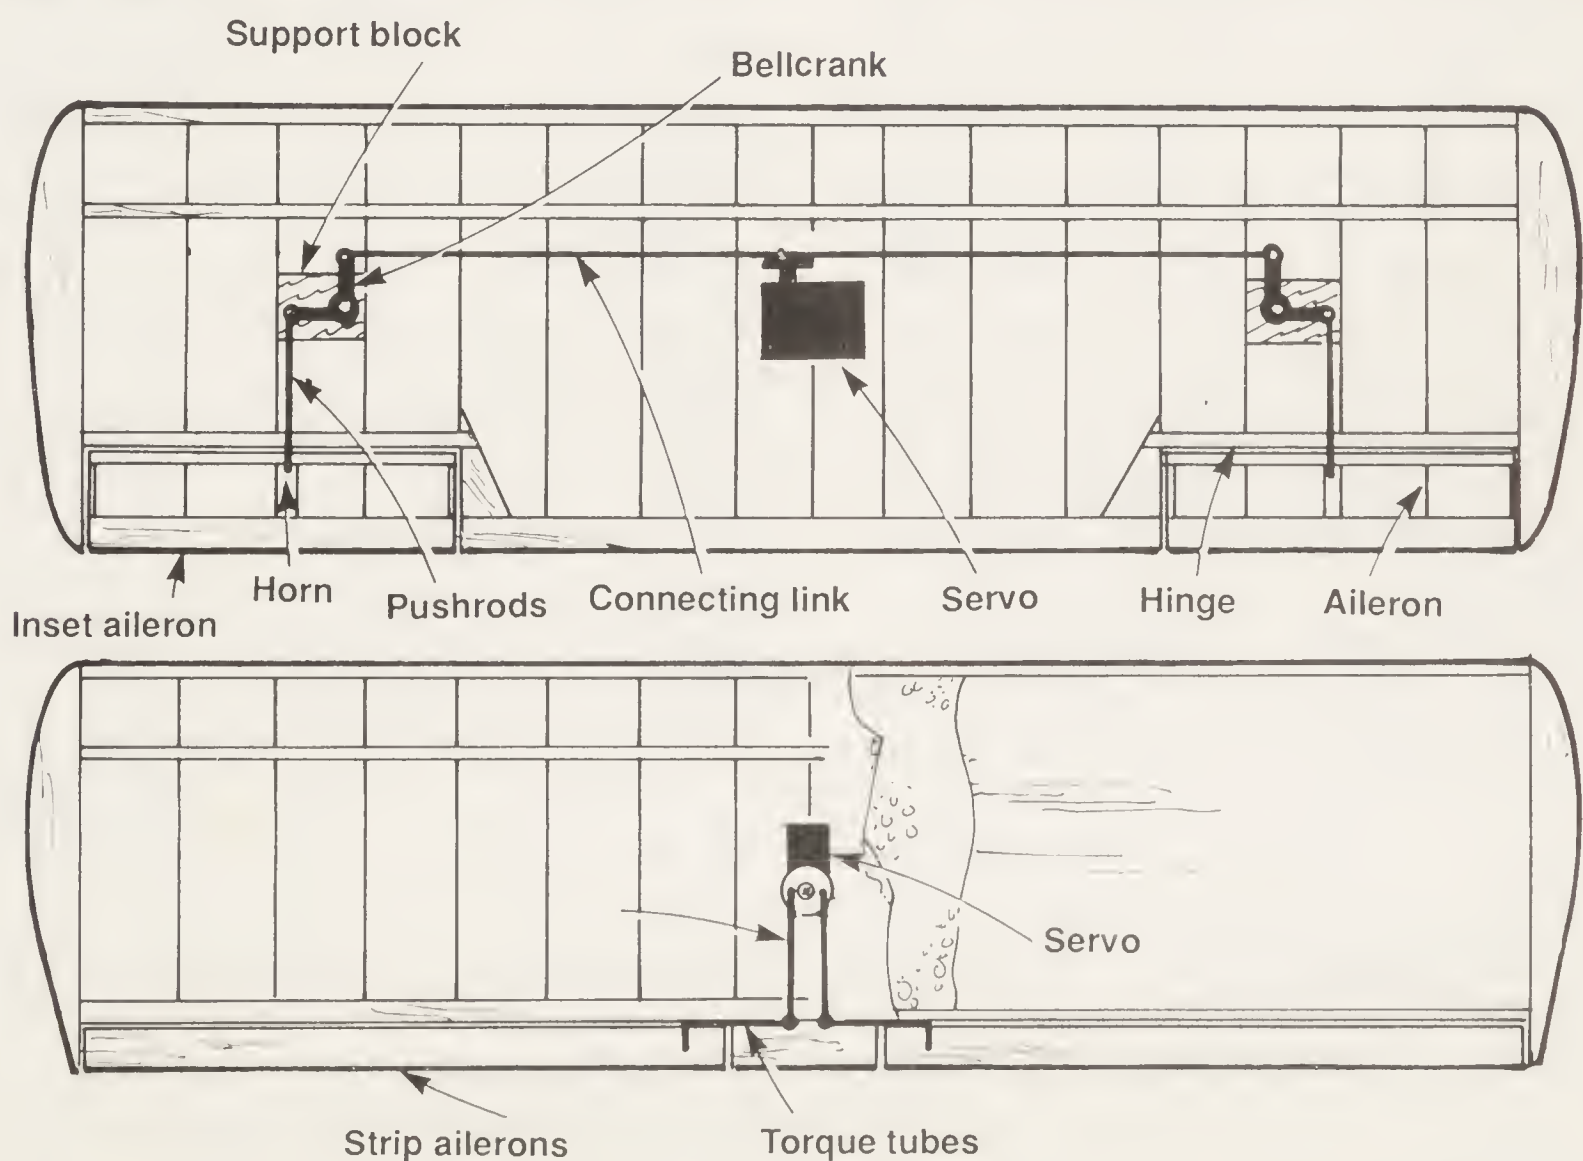 Support block
Bellcrank
Horn
Pushrods
Connecting link
Servo
Hinge
Aileron
Inset aileron
Servo
Strip ailerons
Torque tubes